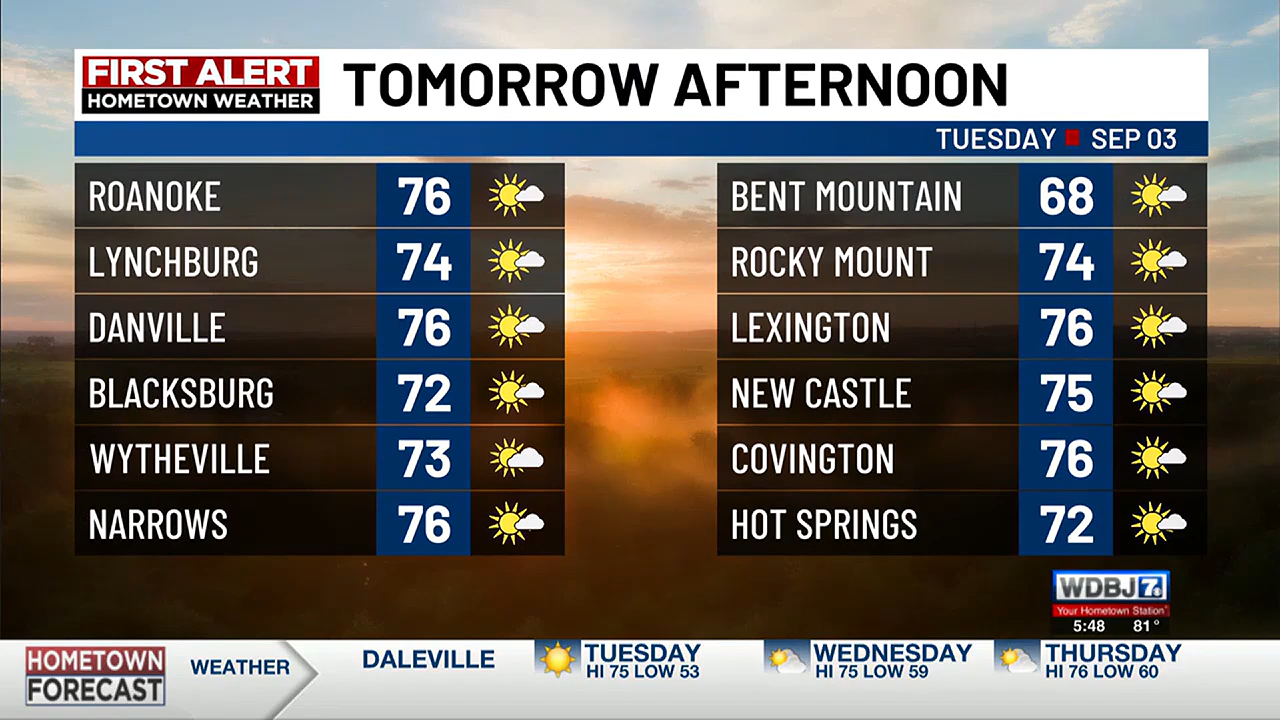 FIRST ALERT
HOMETOWN WEATHER
TOMORROW AFTERNOON
TUESDAY SEP 03
ROANOKE 76
LYNCHBURG 74
DANVILLE 76
BLACKSBURG 72
WYTHEVILLE 73
NARROWS 76
BENT MOUNTAIN 68
ROCKY MOUNT 74
LEXINGTON 76
NEW CASTLE 75
COVINGTON 76
HOT SPRINGS 72
WDBJ7
Your Hometown Station
5:48 81°
HOMETOWN
FORECAST
WEATHER
DALEVILLE
TUESDAY
HI 75 LOW 53
WEDNESDAY
HI 75 LOW 59
THURSDAY
HI 76 LOW 60